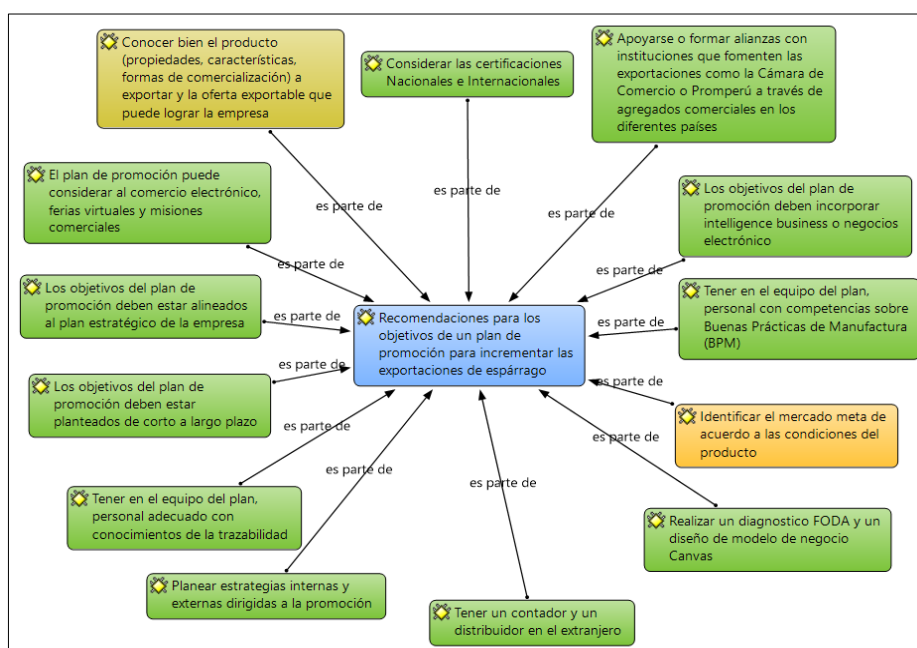 Conocer bien el producto
(propiedades, características,
formas de comercialización) a
exportar y la oferta exportable que
puede lograr la empresa
Considerar las certificaciones
Nacionales e Internacionales
Apoyarse o formar alianzas con
instituciones que fomenten las
exportaciones como la Cámara de
Comercio o Promperú a través de
agregados comerciales en los
diferentes países
es parte de
es parte de
es parte de
El plan de promoción puede
considerar al comercio electrónico,
ferias virtuales y misiones
comerciales
Los objetivos del plan de
promoción deben incorporar
intelligence business o negocios
electrónico
es parte de
es parte de
Los objetivos del plan de
promoción deben estar alineados
al plan estratégico de la empresa
es parte de
Recomendaciones para los
objetivos de un plan de
promoción para incrementar las
exportaciones de espárrago
es parte de
Tener en el equipo del plan,
personal con competencias sobre
Buenas Prácticas de Manufactura
(BPM)
Los objetivos del plan de
promoción deben estar
planteados de corto a largo plazo
es parte de
es parte de
Identificar el mercado meta de
acuerdo a las condiciones del
producto
es parte de
es parte de
es parte de
es parte de
Tener en el equipo del plan,
personal adecuado con
conocimientos de la trazabilidad
Realizar un diagnostico FODA y un
diseño de modelo de negocio
Canvas
Planear estrategias internas y
externas dirigidas a la promoción
Tener un contador y un
distribuidor en el extranjero